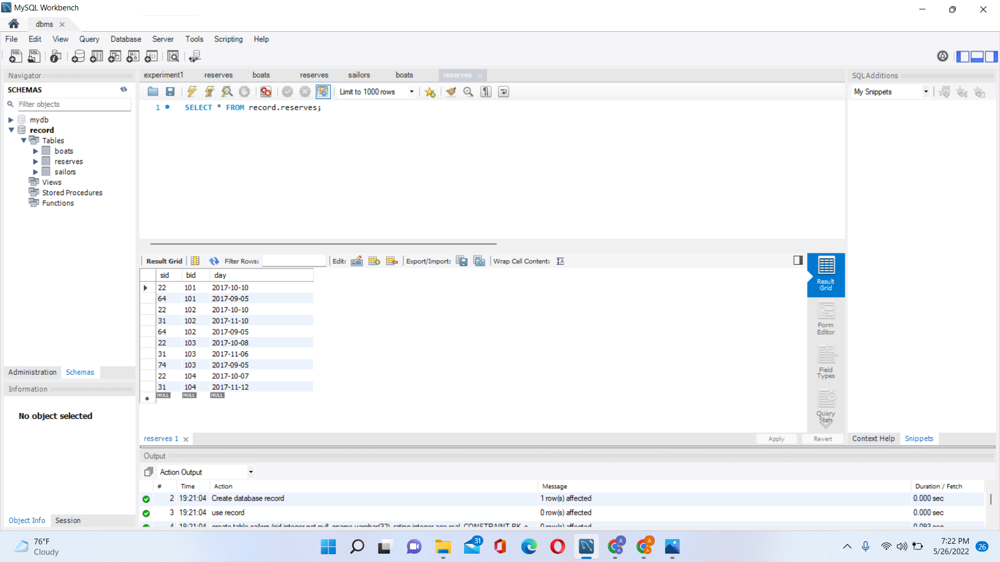 MySQL Workbench
dbms
File Edit View Query Database Server Tools Scripting Help
Navigator
SCHEMAS
Filter objects
mydb
record
Tables
boats
reserves
sailors
Views
Stored Procedures
Functions
Administration Schemas
Information
No object selected
Object Info Session
experiment1 reserves boats reserves sailors boats reserves
Limit to 1000 rows
1 SELECT * FROM record.reserves;
Result Grid Filter Rows: Edit: Export/Import: Wrap Cell Content:
sid bid day
22 101 2017-10-10
64 101 2017-09-05
22 102 2017-10-10
31 102 2017-11-10
64 102 2017-09-05
22 103 2017-10-08
31 103 2017-11-06
74 103 2017-09-05
22 104 2017-10-07
31 104 2017-11-12
NULL NULL NULL
Result
Grid
Form
Editor
Field
Types
Query
Stats
reserves 1
Apply Revert
SQLAdditions
My Snippets
Context Help Snippets
Output
Action Output
# Time Action Message Duration / Fetch
2 19:21:04 Create database record 1 row(s) affected 0.000 sec
3 19:21:04 use record 0 row(s) affected 0.000 sec
4 19:21:04 create table sailors (sid integer not null, sname varchar(32), rating integer,age real, CONSTRAINT PK_s 0 row(s) affected 0.093 sec
76°F
Cloudy
31
7:22 PM
5/26/2022
26